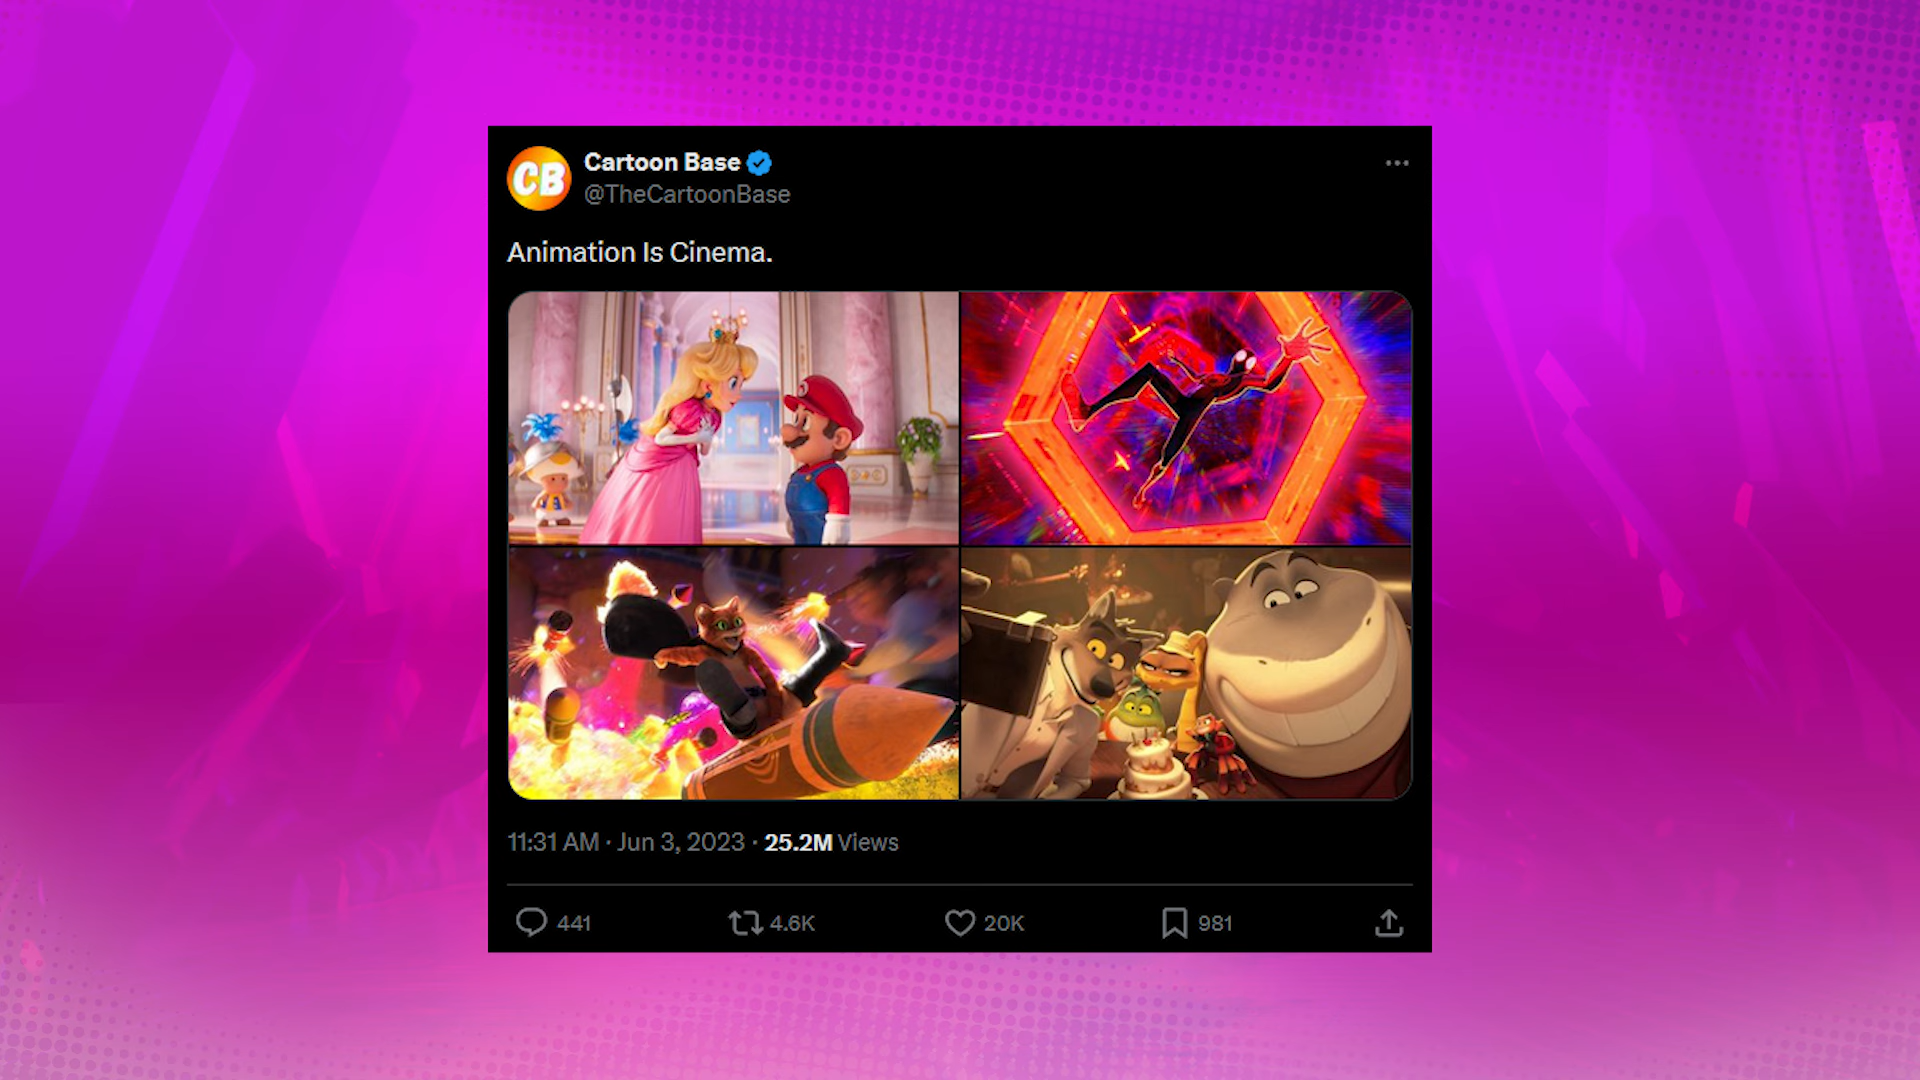 CB
Cartoon Base
@TheCartoonBase
Animation Is Cinema.
11:31 AM · Jun 3, 2023 · 25.2M Views
441 4.6K 20K 981